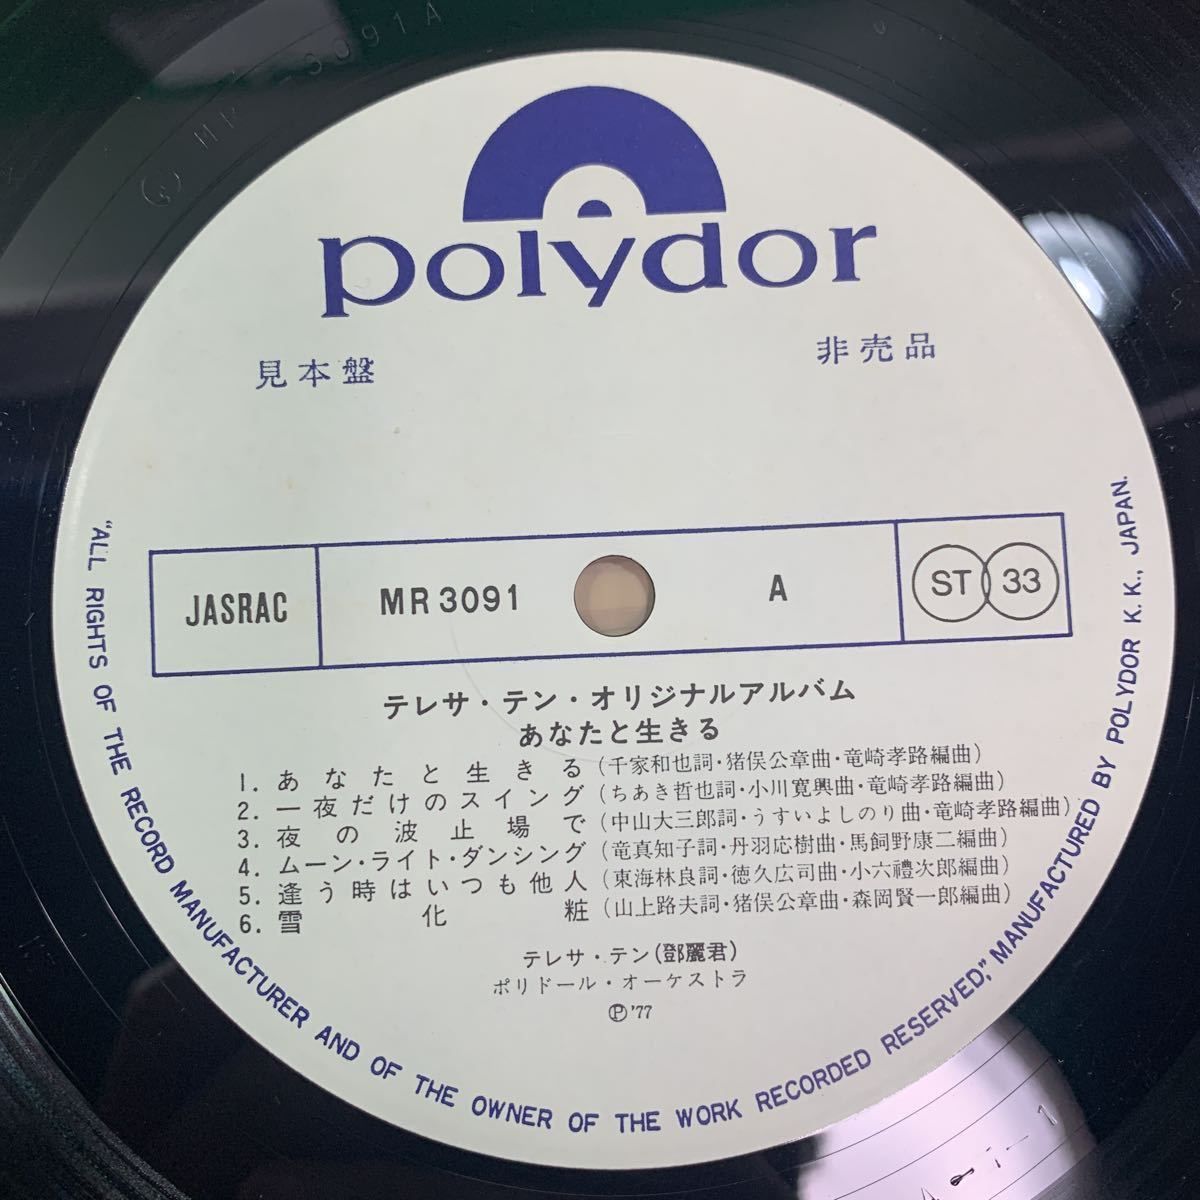 MR 3091 A
polydor
見本盤
非売品
JASRAC
MR 3091
A
ST 33
テレサ・テン・オリジナルアルバム
あなたと生きる
1. あなたと生きる (千家和也詞・猪俣公章曲・竜崎孝路編曲)
2. 一夜だけのスイング (ちあき哲也詞・小川寛興曲・竜崎孝路編曲)
3. 夜の波止場で (中山大三郎詞・うすいよしのり曲・竜崎孝路編曲)
4. ムーン・ライト・ダンシング (竜真知子詞・丹羽応樹曲・馬飼野康二編曲)
5. 逢う時はいつも他人 (東海林良詞・徳久広司曲・小六禮次郎編曲)
6. 雪化粧 (山上路夫詞・猪俣公章曲・森岡賢一郎編曲)
テレサ・テン(鄧麗君)
ポリドール・オーケストラ
Ⓟ'77
"ALL RIGHTS OF THE RECORD MANUFACTURER AND OF THE OWNER OF THE WORK RECORDED RESERVED;" MANUFACTURED BY POLYDOR K.K., JAPAN.